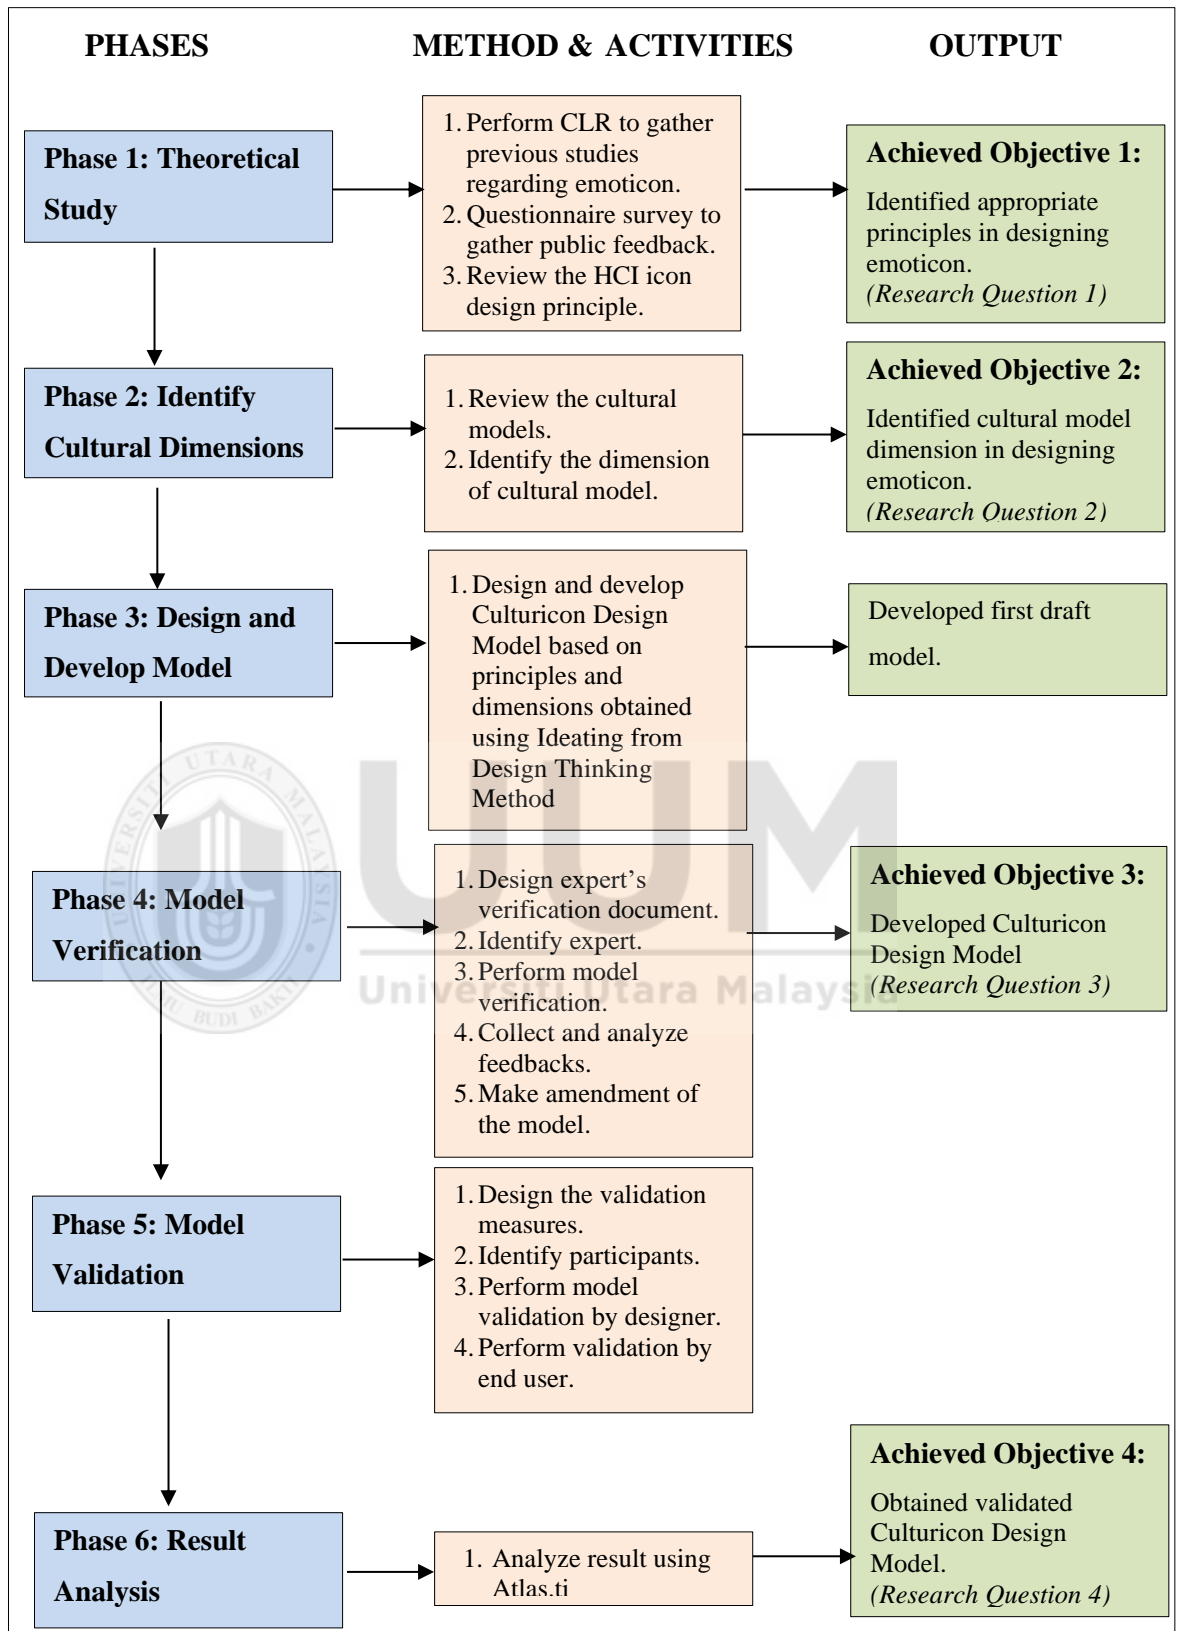 PHASES METHOD & ACTIVITIES OUTPUT
Phase 1: Theoretical
Study
1. Perform CLR to gather
previous studies
regarding emoticon.
2. Questionnaire survey to
gather public feedback.
3. Review the HCI icon
design principle.
Achieved Objective 1:
Identified appropriate
principles in designing
emoticon.
(Research Question 1)
Phase 2: Identify
Cultural Dimensions
1. Review the cultural
models.
2. Identify the dimension
of cultural model.
Achieved Objective 2:
Identified cultural model
dimension in designing
emoticon.
(Research Question 2)
Phase 3: Design and
Develop Model
1. Design and develop
Culturicon Design
Model based on
principles and
dimensions obtained
using Ideating from
Design Thinking
Method
Developed first draft
model.
Phase 4: Model
Verification
1. Design expert’s
verification document.
2. Identify expert.
3. Perform model
verification.
4. Collect and analyze
feedbacks.
5. Make amendment of
the model.
Achieved Objective 3:
Developed Culturicon
Design Model
(Research Question 3)
UNIVERSITI UTARA MALAYSIA
ILMU BUDI BAKTI
UUM
Universiti Utara Malaysia
Phase 5: Model
Validation
1. Design the validation
measures.
2. Identify participants.
3. Perform model
validation by designer.
4. Perform validation by
end user.
Phase 6: Result
Analysis
1. Analyze result using
Atlas.ti
Achieved Objective 4:
Obtained validated
Culturicon Design
Model.
(Research Question 4)